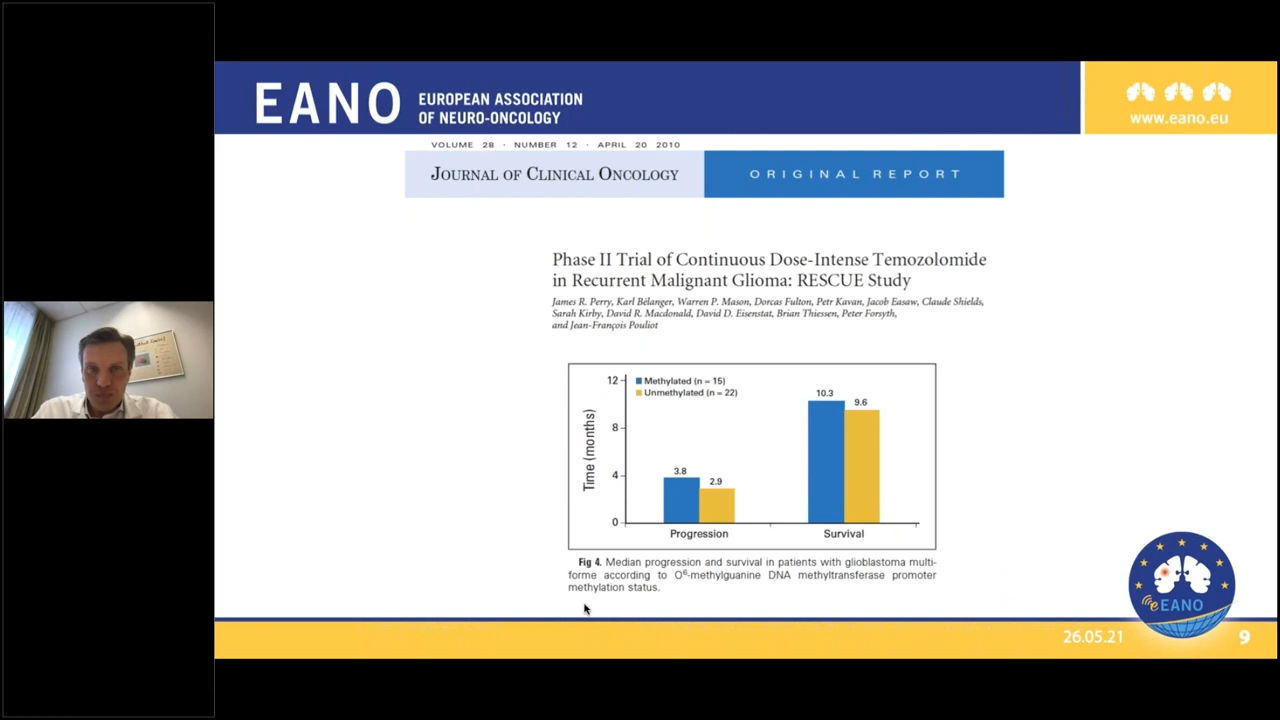 EANO
EUROPEAN ASSOCIATION
OF NEURO-ONCOLOGY
www.eano.eu
VOLUME 28 · NUMBER 12 · APRIL 20 2010
JOURNAL OF CLINICAL ONCOLOGY
ORIGINAL REPORT
Phase II Trial of Continuous Dose-Intense Temozolomide
in Recurrent Malignant Glioma: RESCUE Study
James R. Perry, Karl Bélanger, Warren P. Mason, Dorcas Fulton, Petr Kavan, Jacob Easaw, Claude Shields,
Sarah Kirby, David R. Macdonald, David D. Eisenstat, Brian Thiessen, Peter Forsyth,
and Jean-François Pouliot
Time (months)
12
8
4
0
Methylated (n = 15)
Unmethylated (n = 22)
3.8
2.9
10.3
9.6
Progression
Survival
Fig 4. Median progression and survival in patients with glioblastoma multi-
forme according to O⁶-methylguanine DNA methyltransferase promoter
methylation status.
eEANO
26.05.21
9